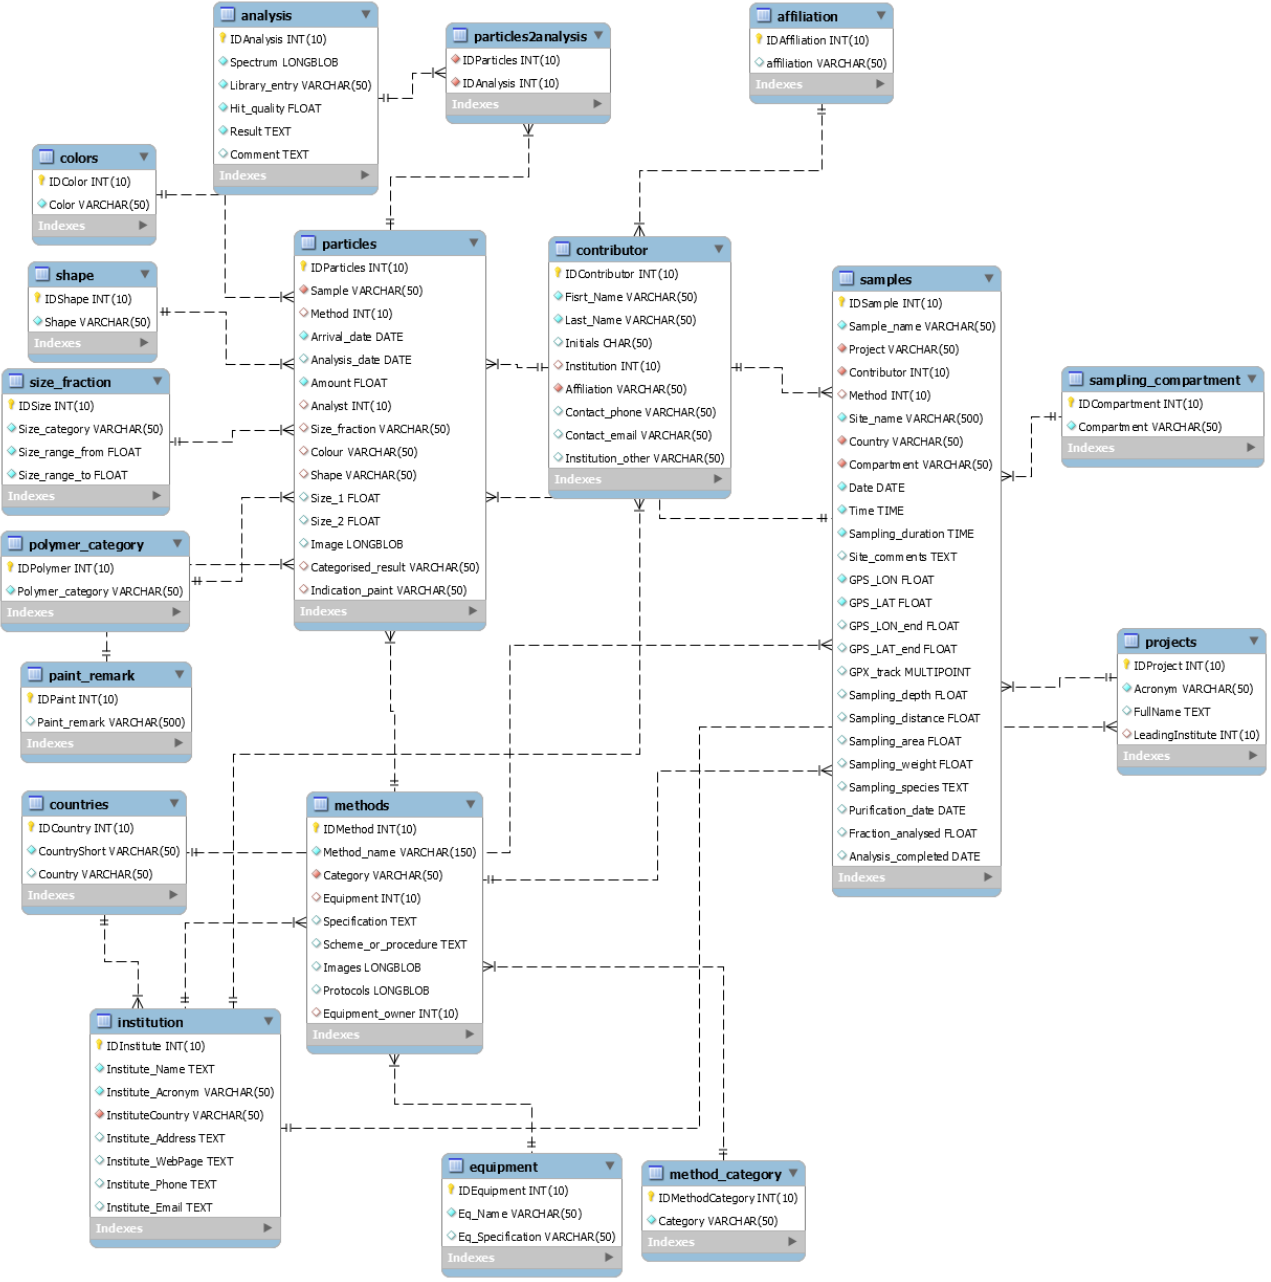 analysis
IDAnalysis INT(10)
Spectrum LONGBLOB
Library_entry VARCHAR(50)
Hit_quality FLOAT
Result TEXT
Comment TEXT
Indexes
particles2analysis
IDParticles INT(10)
IDAnalysis INT(10)
Indexes
affiliation
IDAffiliation INT(10)
affiliation VARCHAR(50)
Indexes
colors
IDColor INT(10)
Color VARCHAR(50)
Indexes
shape
IDShape INT(10)
Shape VARCHAR(50)
Indexes
size_fraction
IDSize INT(10)
Size_category VARCHAR(50)
Size_range_from FLOAT
Size_range_to FLOAT
Indexes
polymer_category
IDPolymer INT(10)
Polymer_category VARCHAR(50)
Indexes
paint_remark
IDPaint INT(10)
Paint_remark VARCHAR(500)
Indexes
particles
IDParticles INT(10)
Sample VARCHAR(50)
Method INT(10)
Arrival_date DATE
Analysis_date DATE
Amount FLOAT
Analyst INT(10)
Size_fraction VARCHAR(50)
Colour VARCHAR(50)
Shape VARCHAR(50)
Size_1 FLOAT
Size_2 FLOAT
Image LONGBLOB
Categorised_result VARCHAR(50)
Indication_paint VARCHAR(50)
Indexes
contributor
IDContributor INT(10)
Fisrt_Name VARCHAR(50)
Last_Name VARCHAR(50)
Initials CHAR(50)
Institution INT(10)
Affiliation VARCHAR(50)
Contact_phone VARCHAR(50)
Contact_email VARCHAR(50)
Institution_other VARCHAR(50)
Indexes
samples
IDSample INT(10)
Sample_name VARCHAR(50)
Project VARCHAR(50)
Contributor INT(10)
Method INT(10)
Site_name VARCHAR(500)
Country VARCHAR(50)
Compartment VARCHAR(50)
Date DATE
Time TIME
Sampling_duration TIME
Site_comments TEXT
GPS_LON FLOAT
GPS_LAT FLOAT
GPS_LON_end FLOAT
GPS_LAT_end FLOAT
GPX_track MULTIPOINT
Sampling_depth FLOAT
Sampling_distance FLOAT
Sampling_area FLOAT
Sampling_weight FLOAT
Sampling_species TEXT
Purification_date DATE
Fraction_analysed FLOAT
Analysis_completed DATE
Indexes
sampling_compartment
IDCompartment INT(10)
Compartment VARCHAR(50)
Indexes
projects
IDProject INT(10)
Acronym VARCHAR(50)
FullName TEXT
LeadingInstitute INT(10)
Indexes
countries
IDCountry INT(10)
CountryShort VARCHAR(50)
Country VARCHAR(50)
Indexes
methods
IDMethod INT(10)
Method_name VARCHAR(150)
Category VARCHAR(50)
Equipment INT(10)
Specification TEXT
Scheme_or_procedure TEXT
Images LONGBLOB
Protocols LONGBLOB
Equipment_owner INT(10)
Indexes
institution
IDInstitute INT(10)
Institute_Name TEXT
Institute_Acronym VARCHAR(50)
InstituteCountry VARCHAR(50)
Institute_Address TEXT
Institute_WebPage TEXT
Institute_Phone TEXT
Institute_Email TEXT
Indexes
equipment
IDEquipment INT(10)
Eq_Name VARCHAR(50)
Eq_Specification VARCHAR(50)
Indexes
method_category
IDMethodCategory INT(10)
Category VARCHAR(50)
Indexes